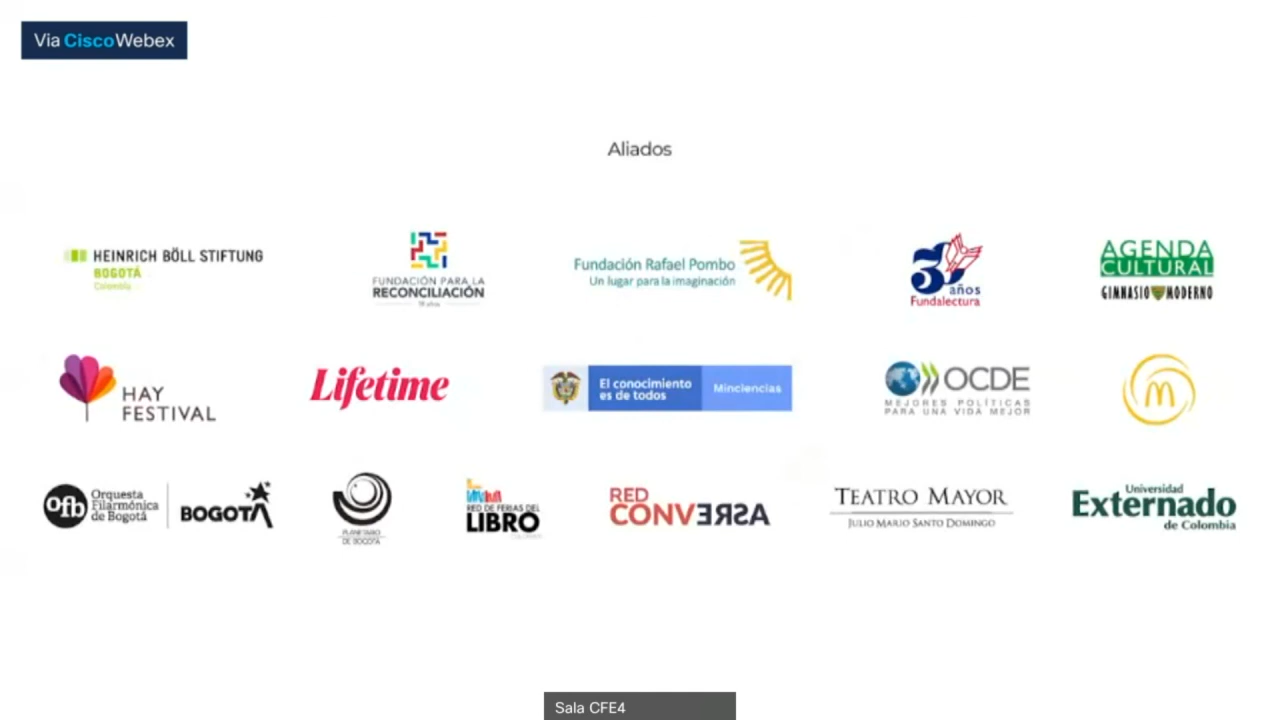 Via Cisco Webex
Aliados
HEINRICH BÖLL STIFTUNG
BOGOTÁ
Colombia
FUNDACIÓN PARA LA
RECONCILIACIÓN
Fundación Rafael Pombo
Un lugar para la imaginación
30
años
Fundalectura
AGENDA
CULTURAL
GIMNASIO MODERNO
HAY
FESTIVAL
Lifetime
El conocimiento
es de todos
Minciencias
OCDE
MEJORES POLÍTICAS
PARA UNA VIDA MEJOR
m
ofb
Orquesta
Filarmónica
de Bogotá
BOGOTÁ
PLANETARIO
DE BOGOTÁ
RED DE FERIAS DEL
LIBRO
RED
CONVERSA
TEATRO MAYOR
JULIO MARIO SANTO DOMINGO
Universidad
Externado
de Colombia
Sala CFE4